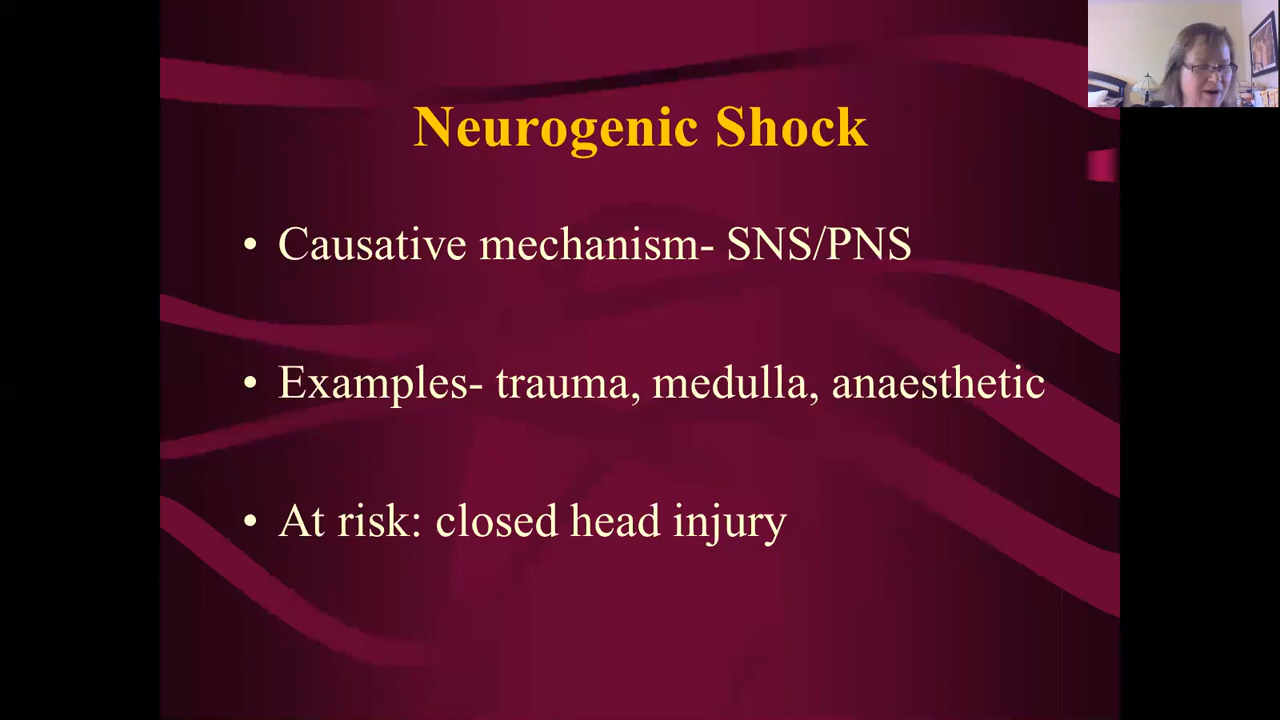 Neurogenic Shock
• Causative mechanism- SNS/PNS
• Examples- trauma, medulla, anaesthetic
• At risk: closed head injury